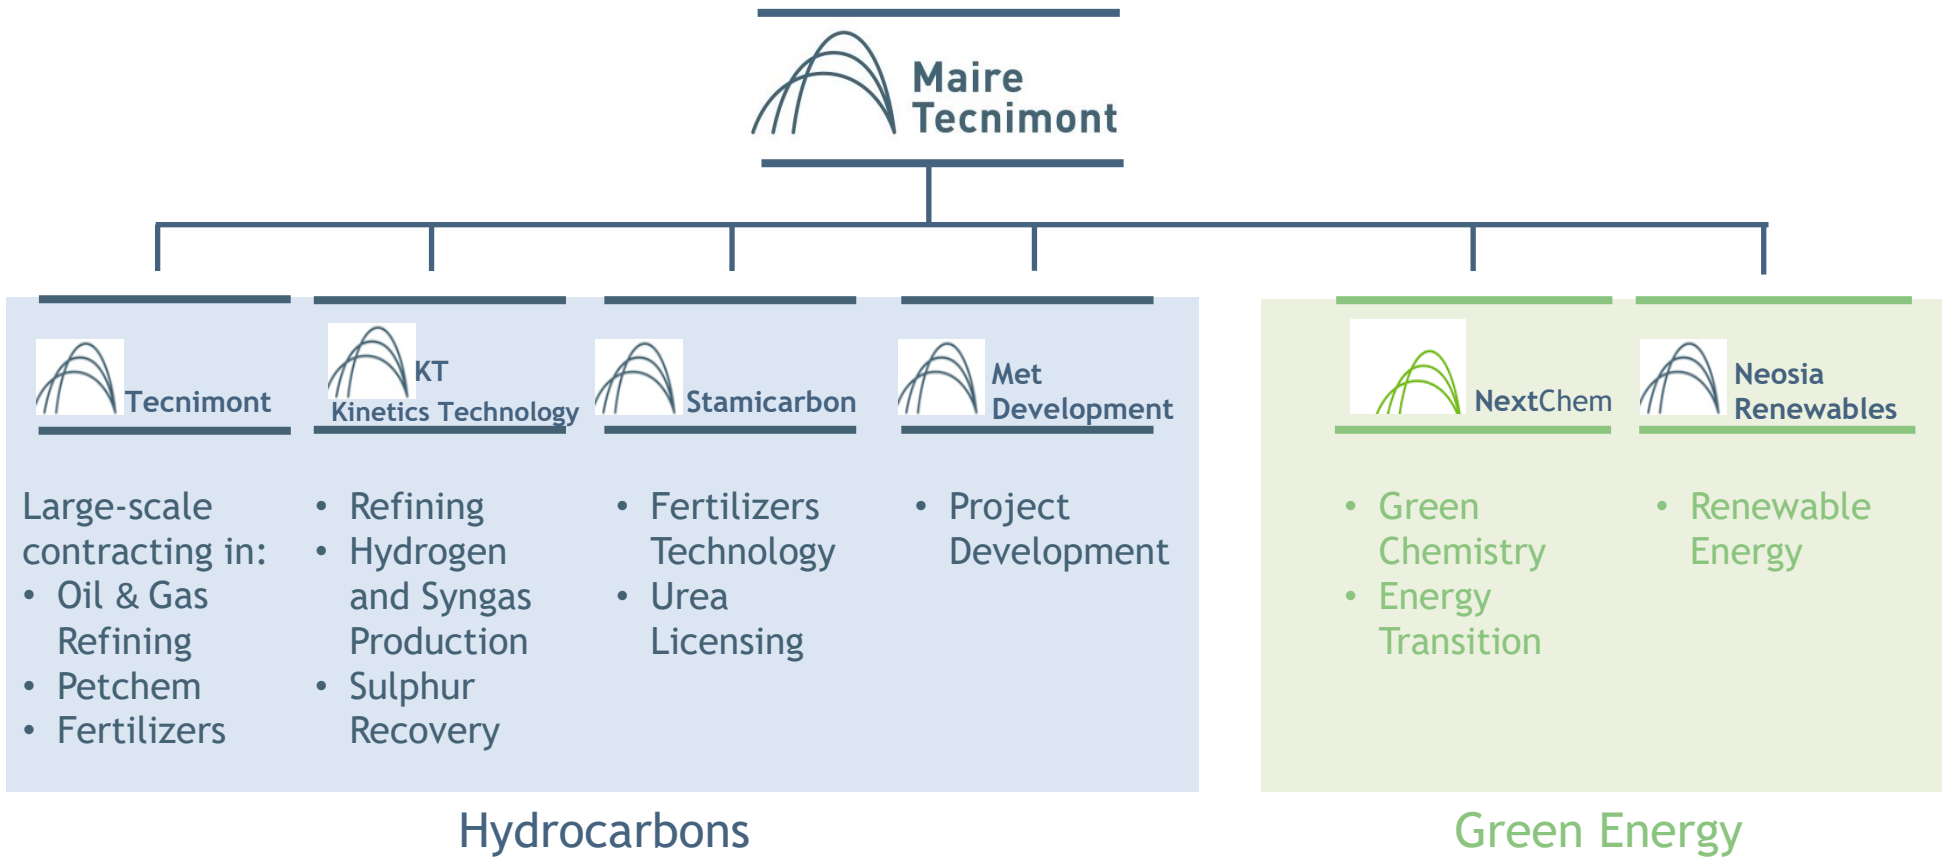 Maire
Tecnimont
Tecnimont
KT
Kinetics Technology
Stamicarbon
Met
Development
NextChem
Neosia
Renewables
Large-scale
contracting in:
• Oil & Gas
Refining
• Petchem
• Fertilizers
• Refining
• Hydrogen
and Syngas
Production
• Sulphur
Recovery
• Fertilizers
Technology
• Urea
Licensing
• Project
Development
• Green
Chemistry
• Energy
Transition
• Renewable
Energy
Hydrocarbons
Green Energy